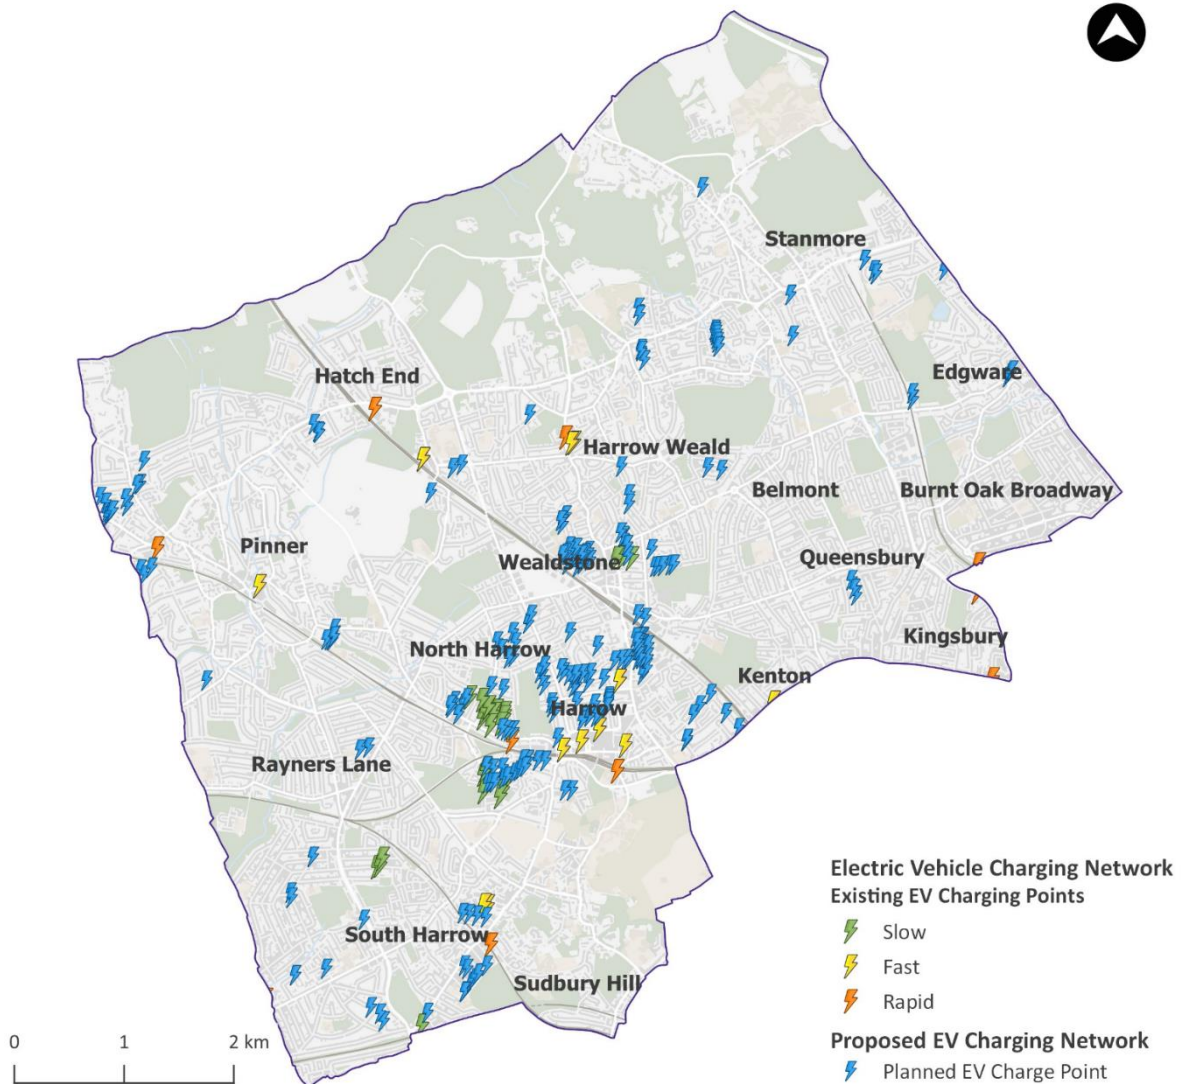 Stanmore
Hatch End
Edgware
Harrow Weald
Belmont
Burnt Oak Broadway
Pinner
Wealdstone
Queensbury
North Harrow
Kingsbury
Kenton
Harrow
Rayners Lane
South Harrow
Sudbury Hill
Electric Vehicle Charging Network
Existing EV Charging Points
Slow
Fast
Rapid
Proposed EV Charging Network
Planned EV Charge Point
0 1 2 km